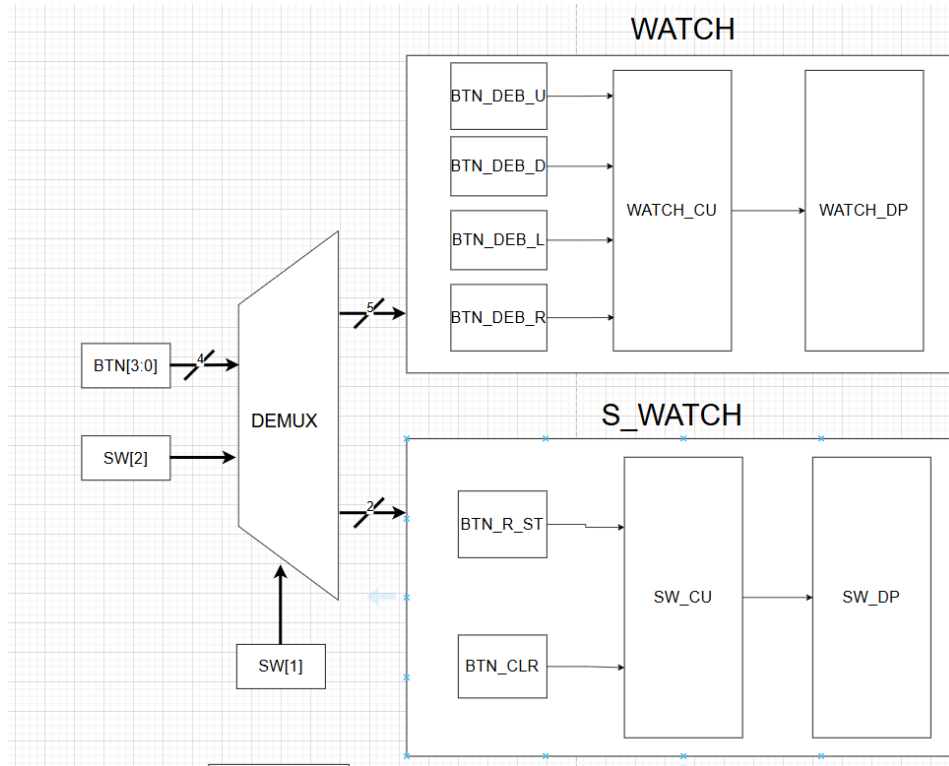 WATCH
BTN_DEB_U
BTN_DEB_D
BTN_DEB_L
BTN_DEB_R
WATCH_CU
WATCH_DP
5
BTN[3:0]
4
DEMUX
SW[2]
2
SW[1]
S_WATCH
BTN_R_ST
BTN_CLR
SW_CU
SW_DP